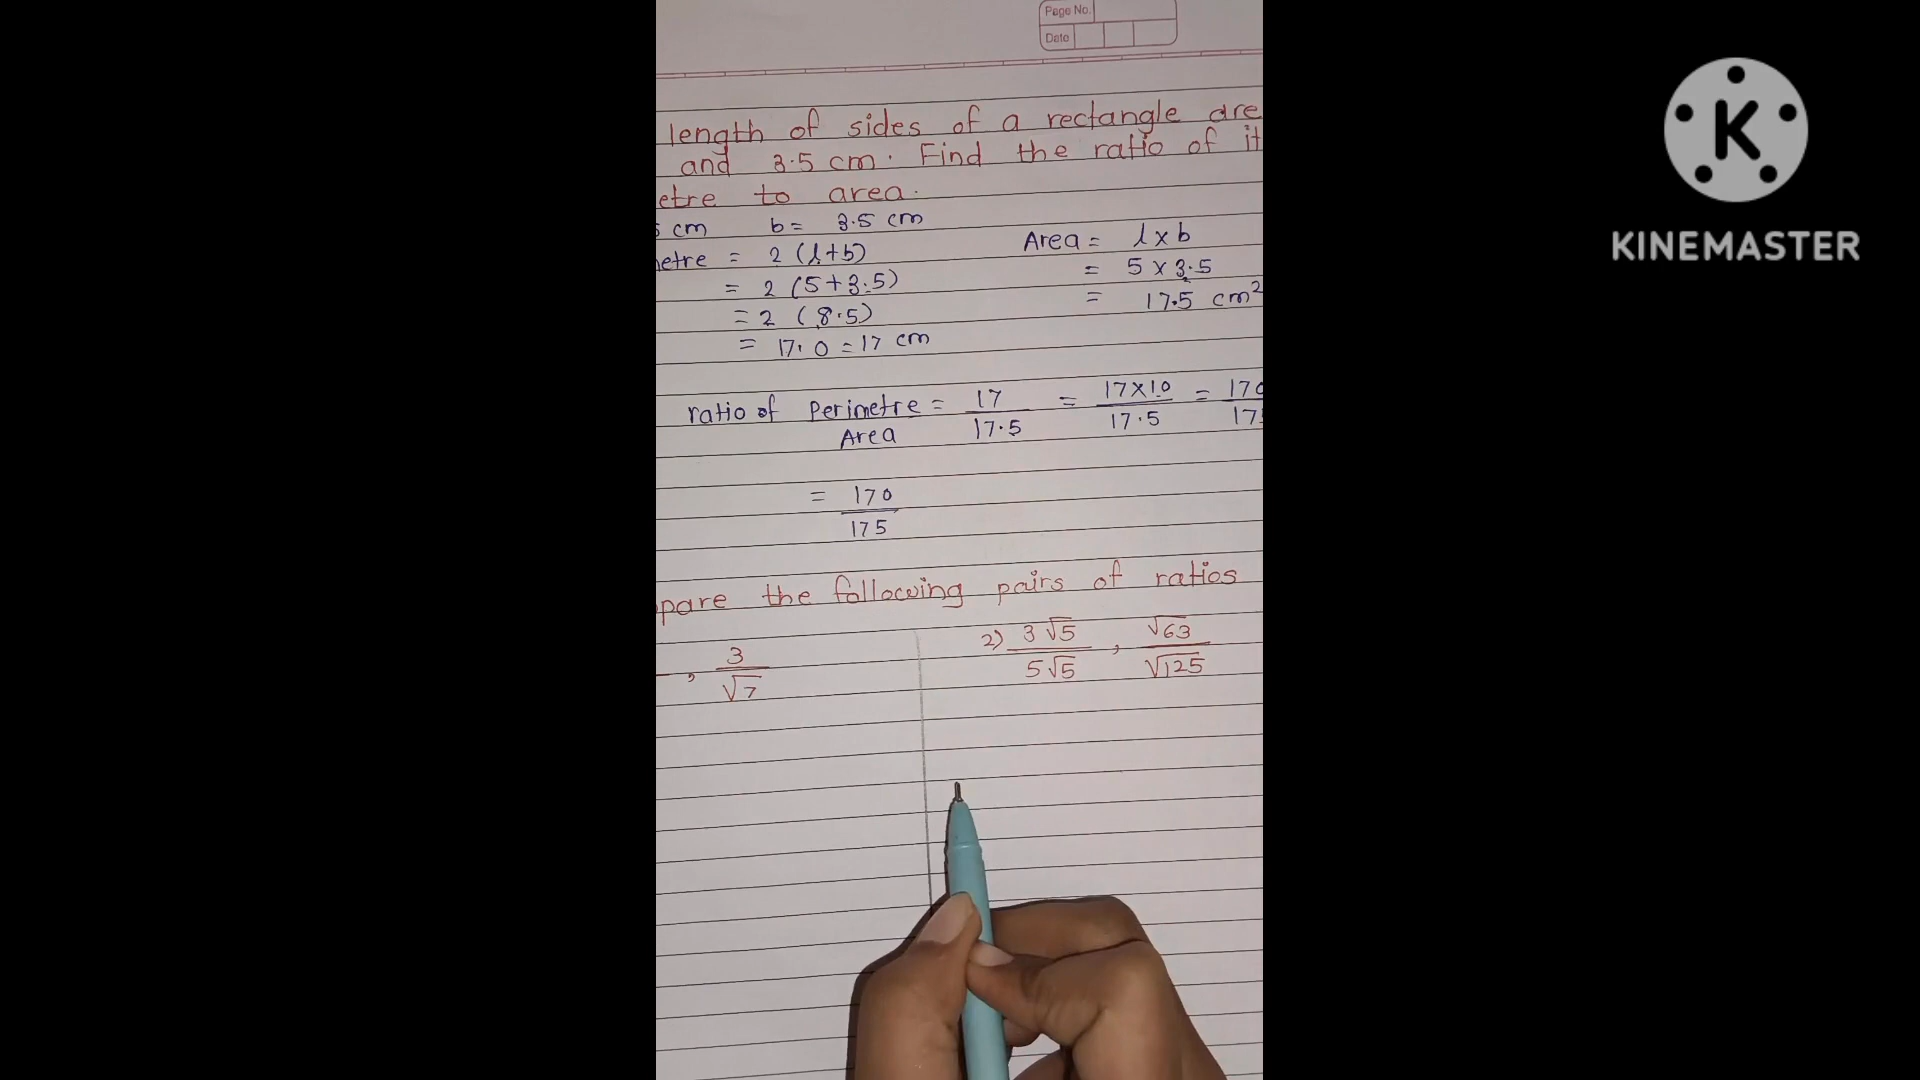 Page No.
Date
length of sides of a rectangle are
and 3.5 cm. Find the ratio of it
etre to area.
cm b = 3.5 cm
etre = 2 (l+b)
= 2 (5+3.5)
= 2 (8.5)
= 17.0 = 17 cm
Area = l x b
= 5 x 3.5
= 17.5 cm²
ratio of Perimetre / Area = 17/17.5 = 17x10/17.5 = 170/17
= 170/175
pare the following pairs of ratios
, 3/√7
2) 3√5/5√5 , √63/√125
KINEMASTER